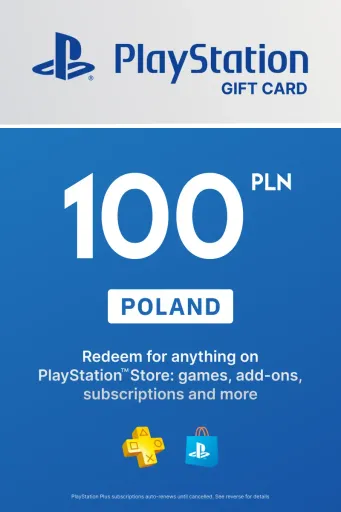 PlayStation
GIFT CARD
100 PLN
POLAND
Redeem for anything on
PlayStation™Store: games, add-ons,
subscriptions and more
PlayStation Plus subscriptions auto-renews until cancelled. See reverse for details